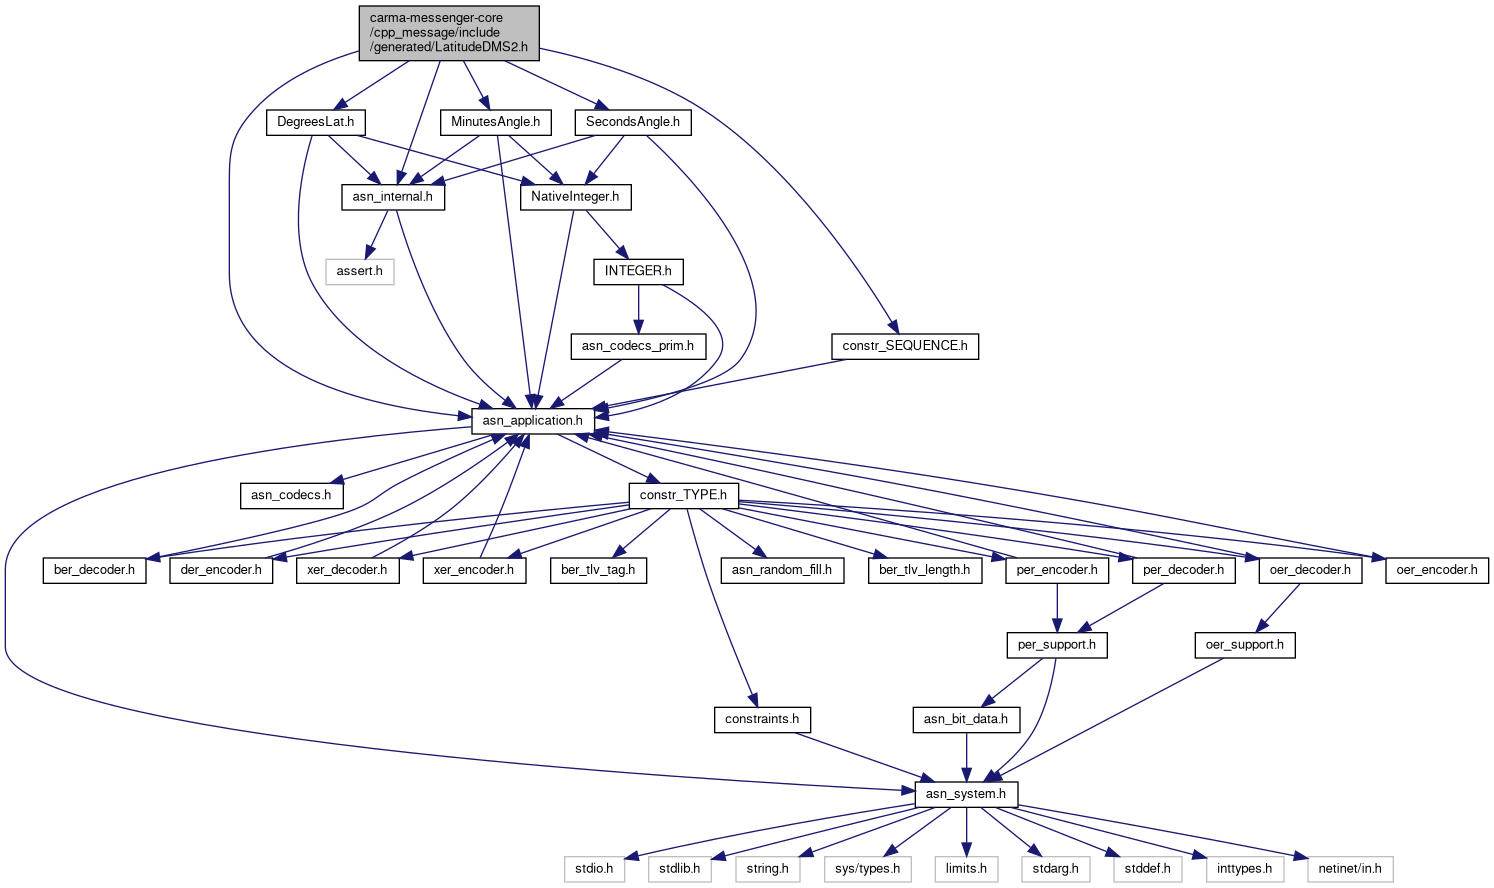 carma-messenger-core
/cpp_message/include
/generated/LatitudeDMS2.h
DegreesLat.h
MinutesAngle.h
SecondsAngle.h
asn_internal.h
NativeInteger.h
assert.h
INTEGER.h
asn_codecs_prim.h
constr_SEQUENCE.h
asn_application.h
asn_codecs.h
constr_TYPE.h
ber_decoder.h
der_encoder.h
xer_decoder.h
xer_encoder.h
ber_tlv_tag.h
asn_random_fill.h
ber_tlv_length.h
per_encoder.h
per_decoder.h
oer_decoder.h
oer_encoder.h
per_support.h
oer_support.h
constraints.h
asn_bit_data.h
asn_system.h
stdio.h
stdlib.h
string.h
sys/types.h
limits.h
stdarg.h
stddef.h
inttypes.h
netinet/in.h